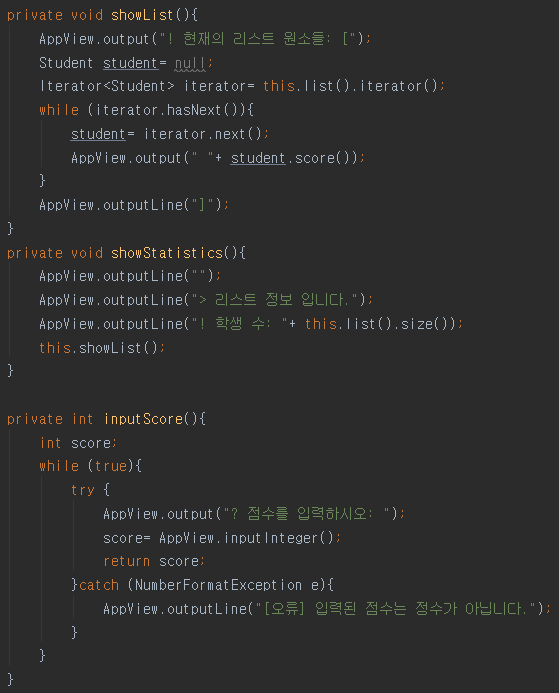 private void showList(){
    AppView.output("! 현재의 리스트 원소들: [");
    Student student= null;
    Iterator<Student> iterator= this.list().iterator();
    while (iterator.hasNext()){
        student= iterator.next();
        AppView.output(" "+ student.score());
    }
    AppView.outputLine("]");
}
private void showStatistics(){
    AppView.outputLine("");
    AppView.outputLine("> 리스트 정보 입니다.");
    AppView.outputLine("! 학생 수: "+ this.list().size());
    this.showList();
}

private int inputScore(){
    int score;
    while (true){
        try {
            AppView.output("? 점수를 입력하시오: ");
            score= AppView.inputInteger();
            return score;
        }catch (NumberFormatException e){
            AppView.outputLine("[오류] 입력된 점수는 정수가 아닙니다.");
        }
    }
}